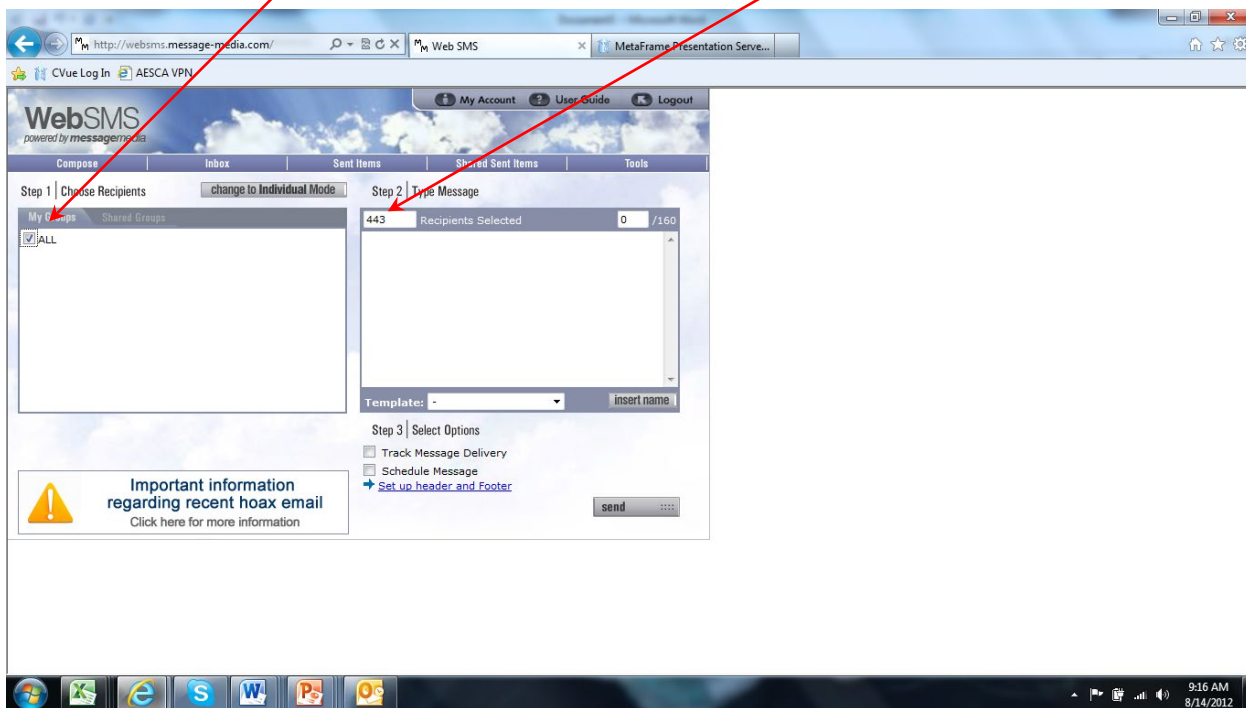 Document3 - Microsoft Word
http://websms.message-media.com/
Web SMS
MetaFrame Presentation Serve...
CVue Log In
AESCA VPN
My Account
User Guide
Logout
WebSMS
powered by messagemedia
Compose
Inbox
Sent Items
Shared Sent Items
Tools
Step 1 | Choose Recipients
change to Individual Mode
Step 2 | Type Message
My Groups
Shared Groups
443 Recipients Selected
0 /160
ALL
Template: -
insert name
Step 3 | Select Options
Track Message Delivery
Schedule Message
Set up header and Footer
send
Important information
regarding recent hoax email
Click here for more information
9:16 AM
8/14/2012